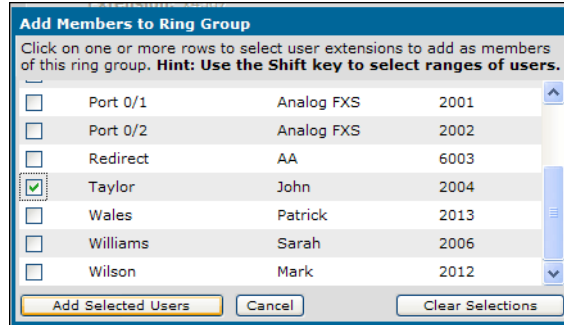 Add Members to Ring Group
Click on one or more rows to select user extensions to add as members
of this ring group. Hint: Use the Shift key to select ranges of users.
Port 0/1 Analog FXS 2001
Port 0/2 Analog FXS 2002
Redirect AA 6003
Taylor John 2004
Wales Patrick 2013
Williams Sarah 2006
Wilson Mark 2012
Add Selected Users Cancel Clear Selections